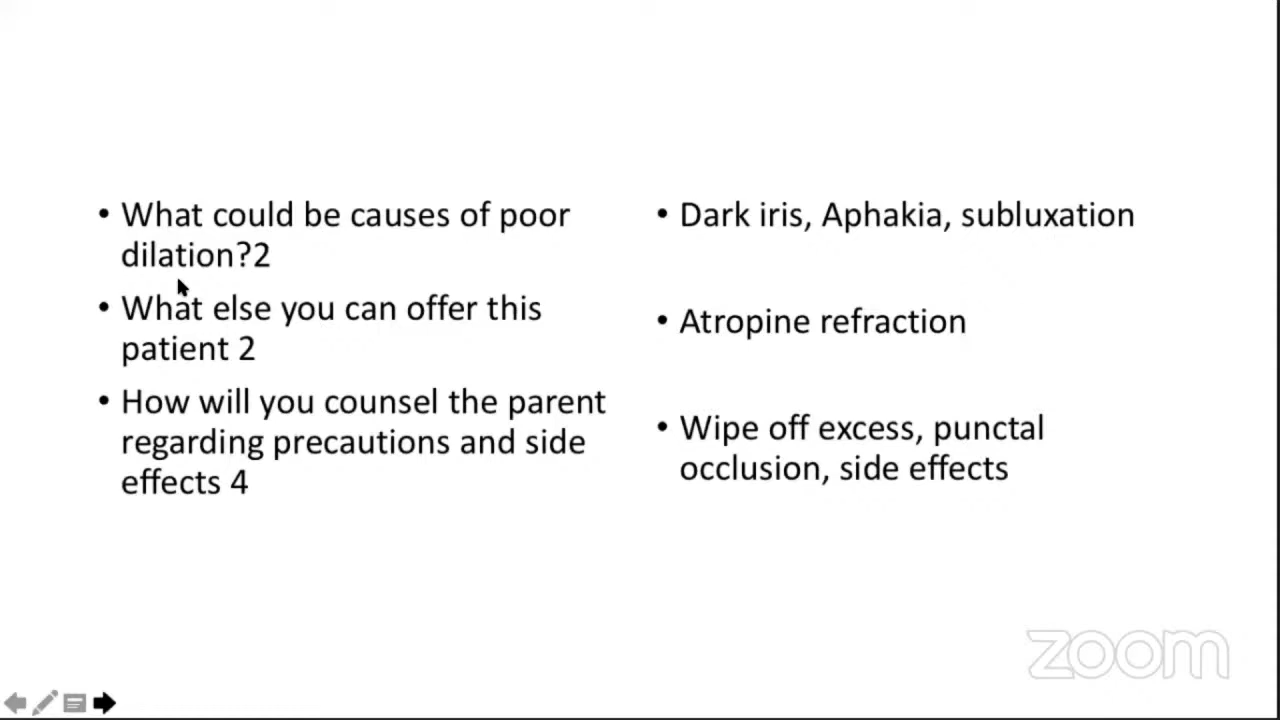 • What could be causes of poor
dilation?2
• What else you can offer this
patient 2
• How will you counsel the parent
regarding precautions and side
effects 4
• Dark iris, Aphakia, subluxation
• Atropine refraction
• Wipe off excess, punctal
occlusion, side effects
zoom